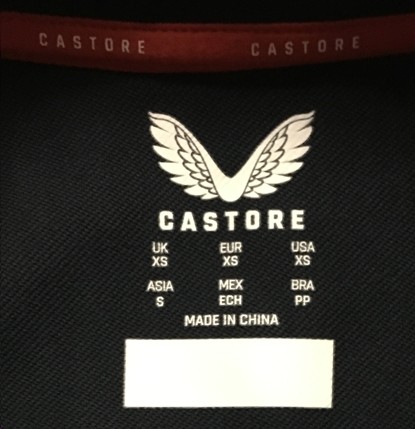 CASTORE CASTORE
CASTORE
UK EUR USA
XS XS XS
ASIA MEX BRA
S ECH PP
MADE IN CHINA